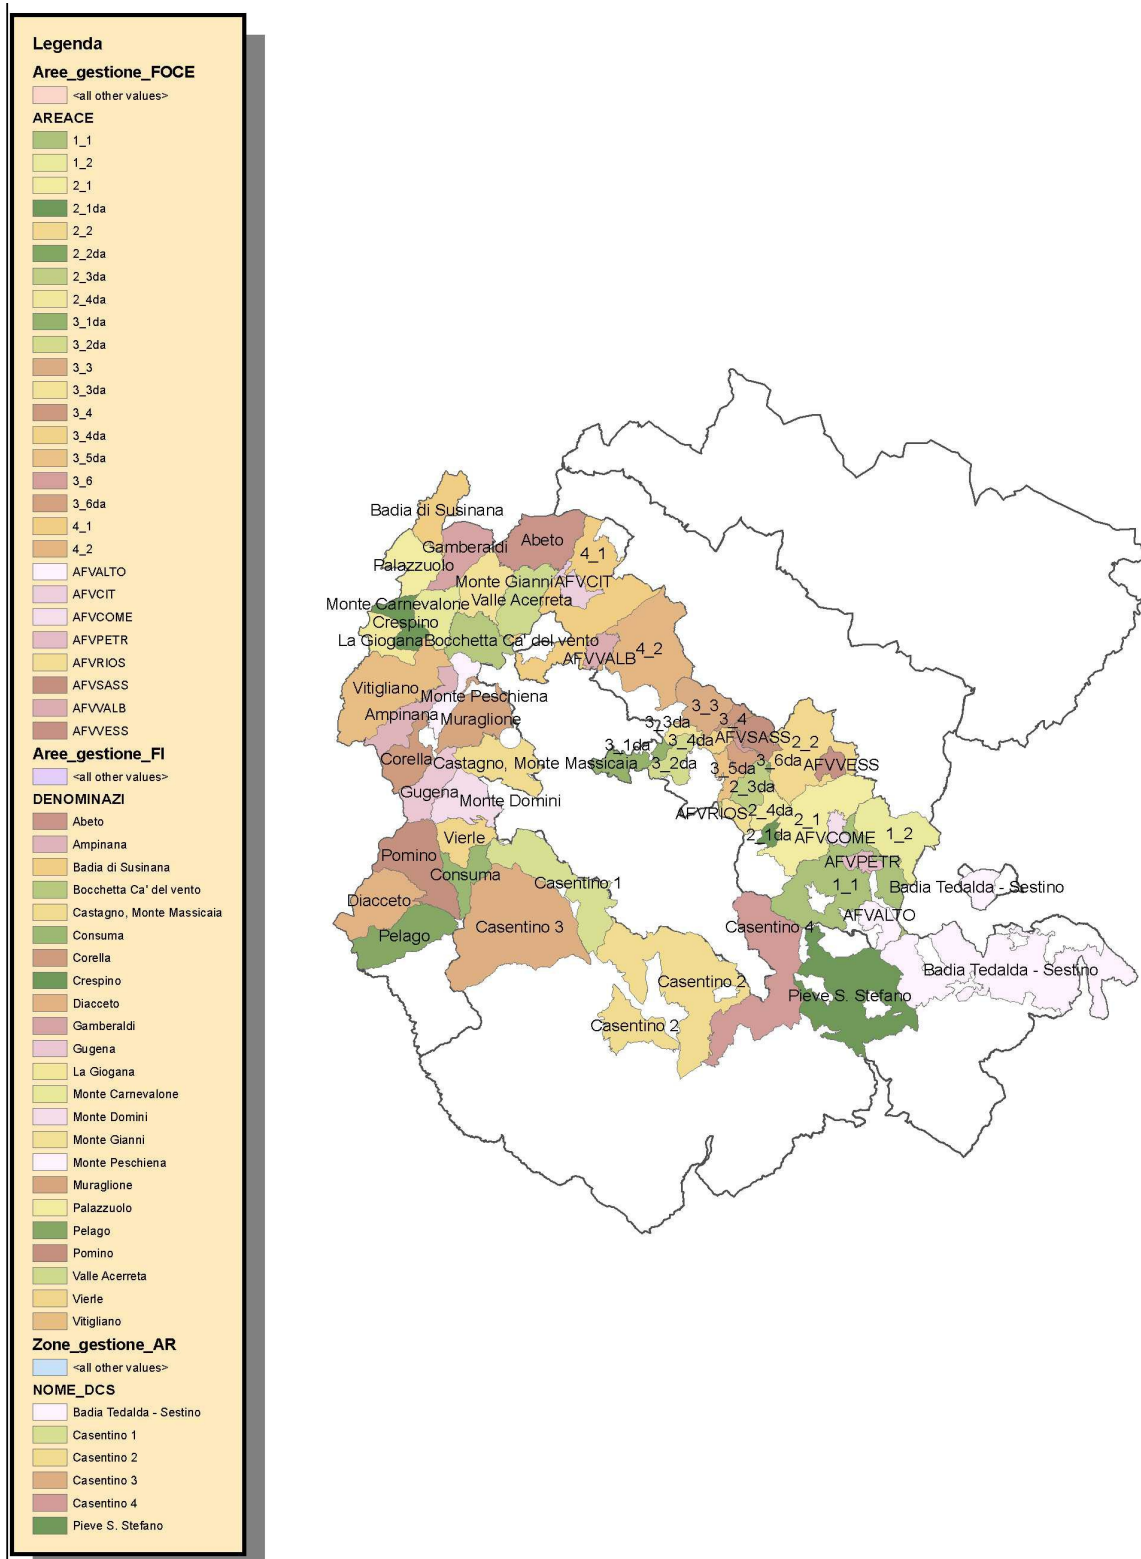 Legenda
Aree_gestione_FOCE
<all other values>
AREACE
1_1
1_2
2_1
2_1da
2_2
2_2da
2_3da
2_4da
3_1da
3_2da
3_3
3_3da
3_4
3_4da
3_5da
3_6
3_6da
4_1
4_2
AFVALTO
AFVCIT
AFVCOME
AFVPETR
AFVRIOS
AFVSASS
AFVVALB
AFVVESS
Aree_gestione_FI
<all other values>
DENOMINAZI
Abeto
Ampinana
Badia di Susinana
Bocchetta Ca' del vento
Castagno, Monte Massicaia
Consuma
Corella
Crespino
Diacceto
Gamberaldi
Gugena
La Giogana
Monte Carnevalone
Monte Domini
Monte Gianni
Monte Peschiena
Muraglione
Palazzuolo
Pelago
Pomino
Valle Acerreta
Vierle
Vitigliano
Zone_gestione_AR
<all other values>
NOME_DCS
Badia Tedalda - Sestino
Casentino 1
Casentino 2
Casentino 3
Casentino 4
Pieve S. Stefano
Badia di Susinana
Gamberaldi
Abeto
4_1
Palazzuolo
Monte Gianni
AFVCIT
Valle Acerreta
Monte Carnevalone
Crespino
La Giogana
Bocchetta Ca' del vento
AFVVALB
4_2
Vitigliano
Monte Peschiena
Ampinana
Muraglione
3_3
3_3da
3_4
3_1da
3_4da
AFVSASS
2_2
Corella
Castagno, Monte Massicaia
3_2da
3_5da
3_6da
AFVVESS
Gugena
Monte Domini
2_3da
AFVRIOS
2_4da
2_1
2_1da
AFVCOME
1_2
Vierle
Pomino
Consuma
AFVPETR
Casentino 1
1_1
Badia Tedalda - Sestino
Diacceto
AFVALTO
Pelago
Casentino 3
Casentino 4
Badia Tedalda - Sestino
Casentino 2
Pieve S. Stefano
Casentino 2